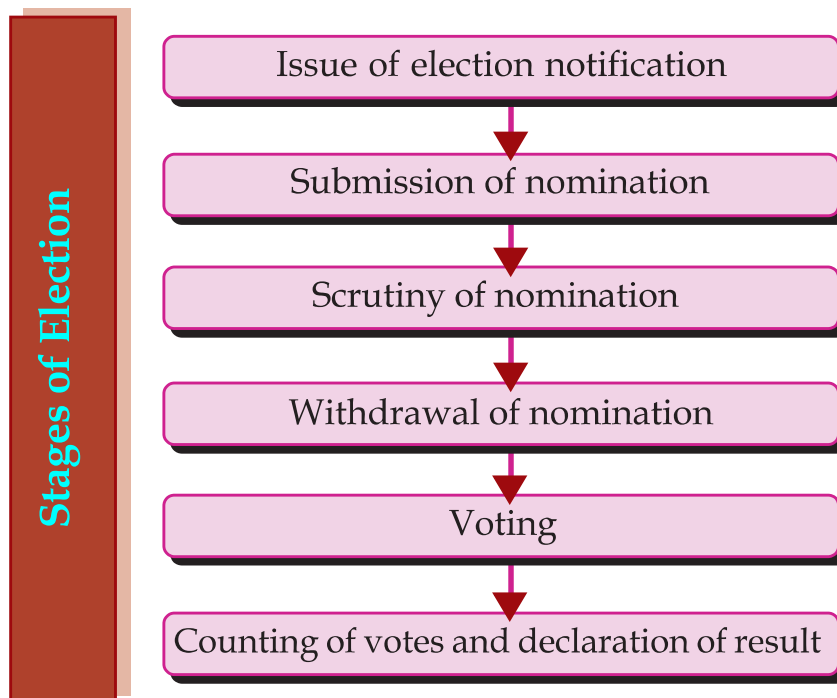 Stages of Election
Issue of election notification
Submission of nomination
Scrutiny of nomination
Withdrawal of nomination
Voting
Counting of votes and declaration of result